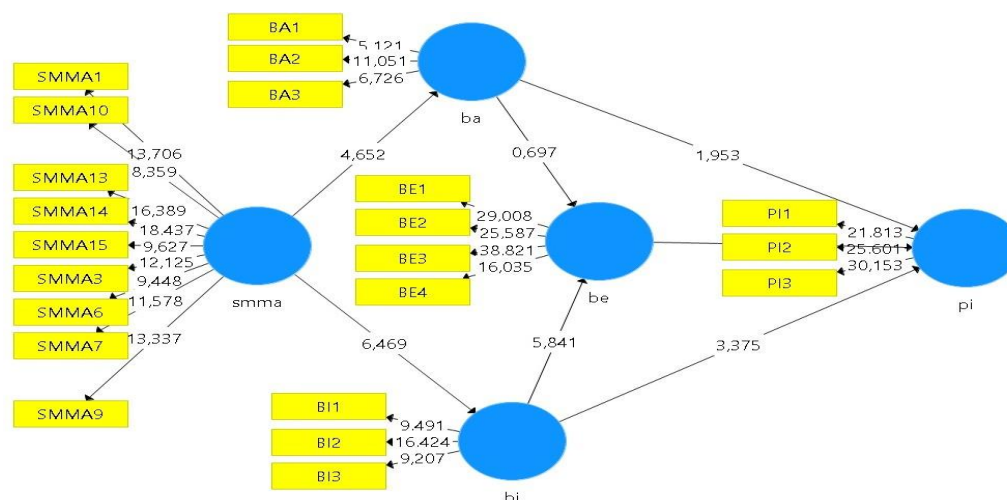 BA1
5,121
BA2
11,051
BA3
6,726
ba
SMMA1
SMMA10
13,706
8,359
SMMA13
16,389
SMMA14
18.437
SMMA15
9,627
SMMA3
12,125
9,448
SMMA6
11,578
SMMA7
13,337
SMMA9
smma
4,652
0,697
1,953
BE1
29,008
BE2
25,587
BE3
38.821
BE4
16,035
be
PI1
21.813
PI2
25.601
PI3
30,153
pi
6,469
5,841
3,375
BI1
9.491
BI2
16.424
BI3
9,207
bi